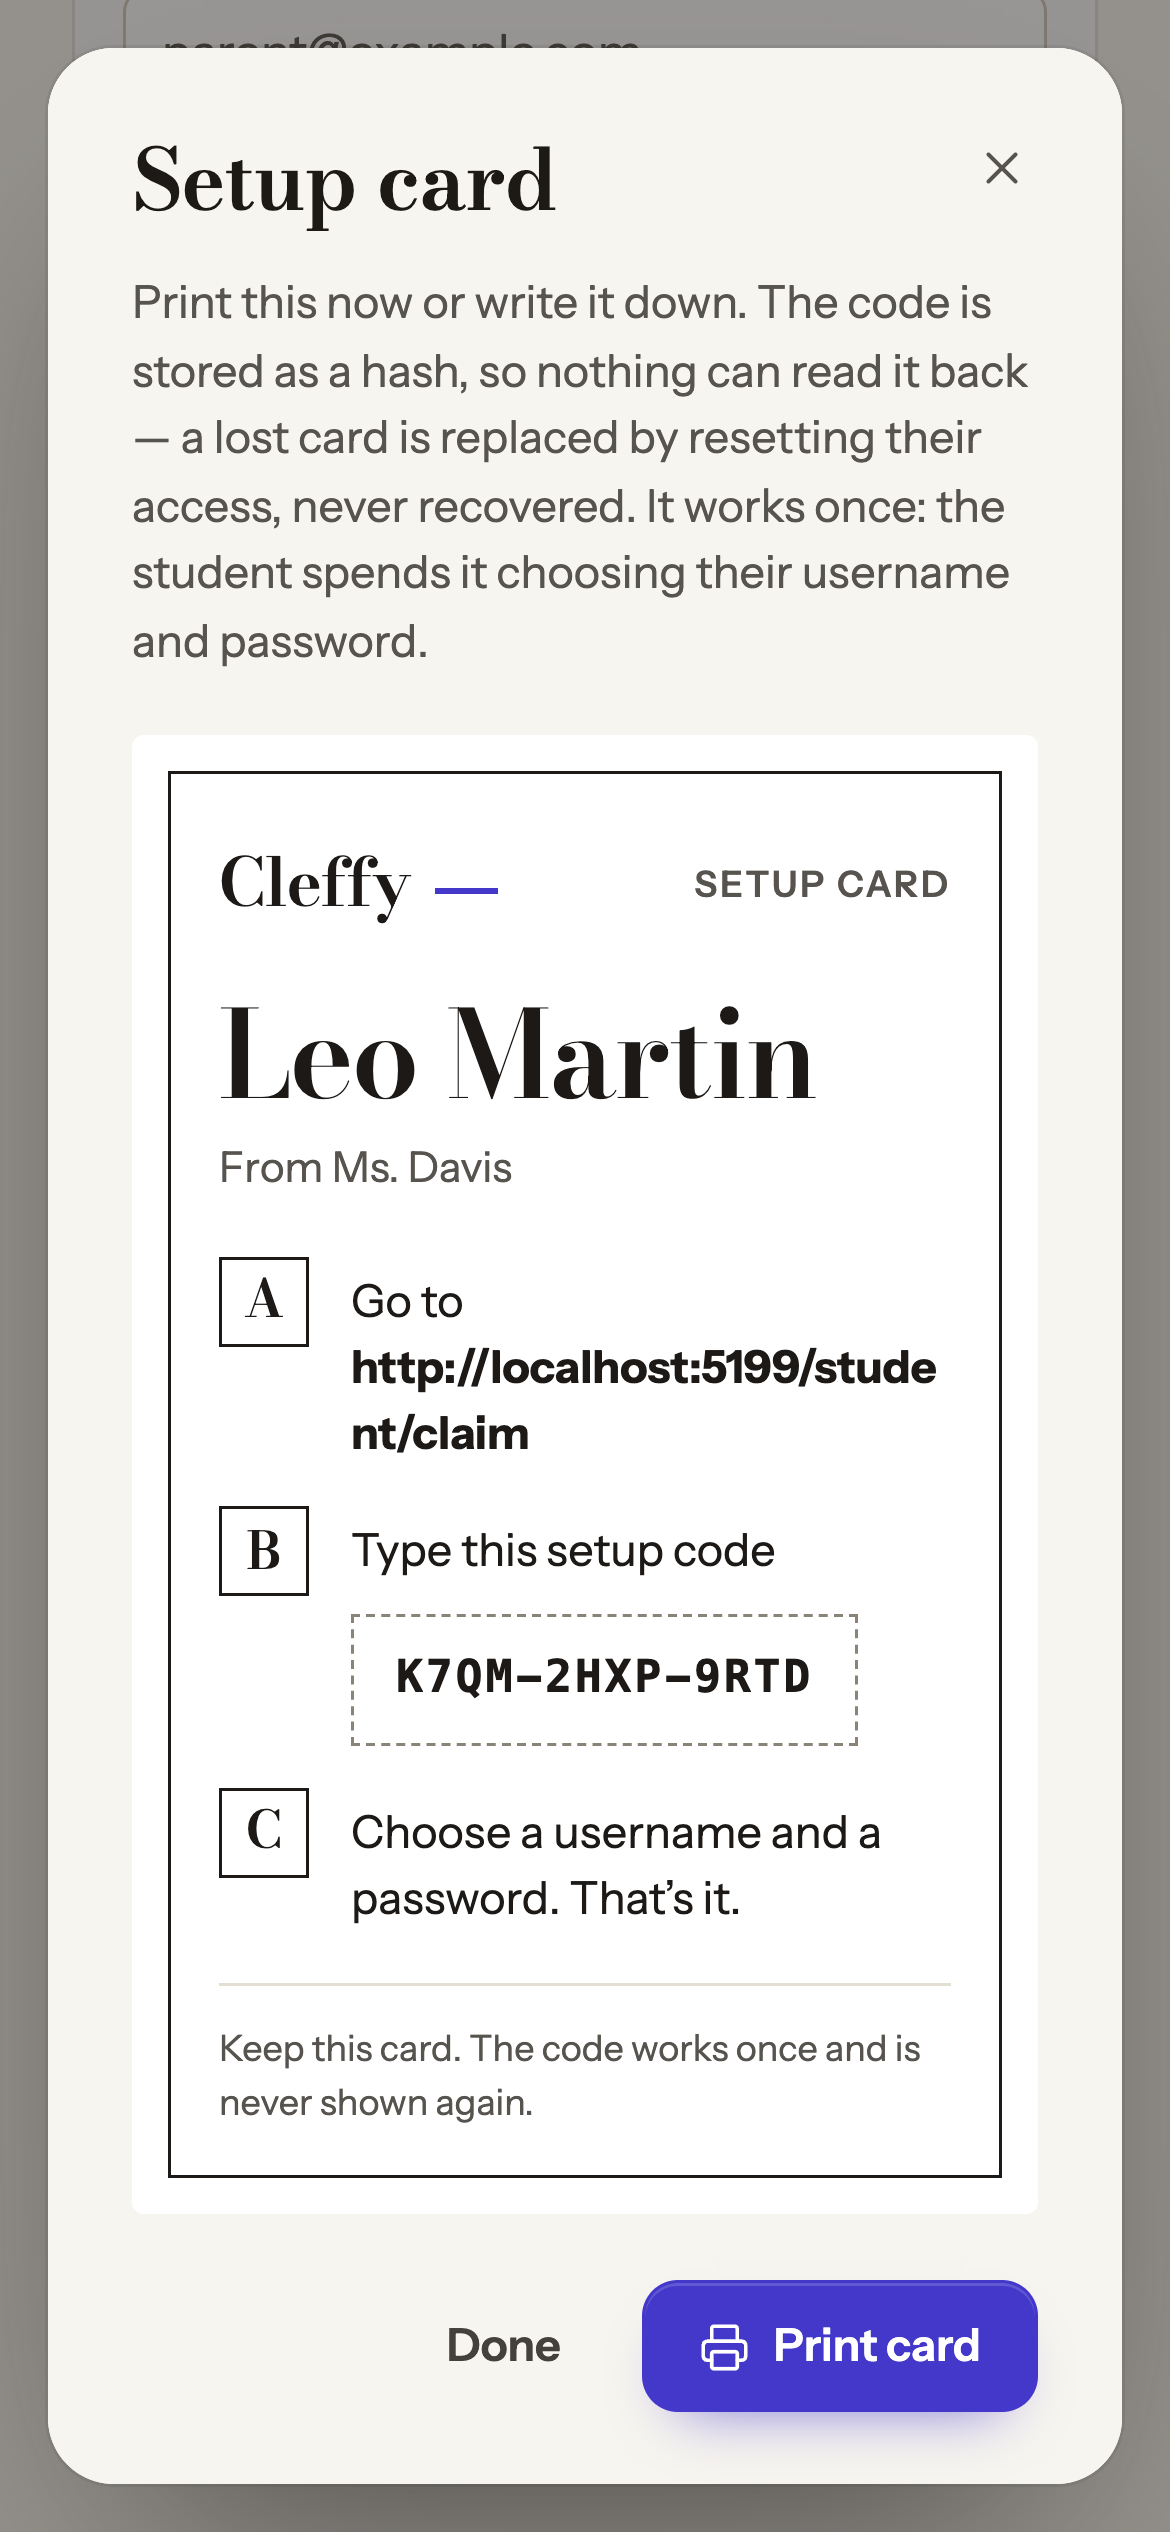 parent@example.com
Setup card
Print this now or write it down. The code is
stored as a hash, so nothing can read it back
— a lost card is replaced by resetting their
access, never recovered. It works once: the
student spends it choosing their username
and password.
Cleffy —
SETUP CARD
Leo Martin
From Ms. Davis
A
Go to
http://localhost:5199/stude
nt/claim
B
Type this setup code
K7QM–2HXP–9RTD
C
Choose a username and a
password. That’s it.
Keep this card. The code works once and is
never shown again.
Done
Print card